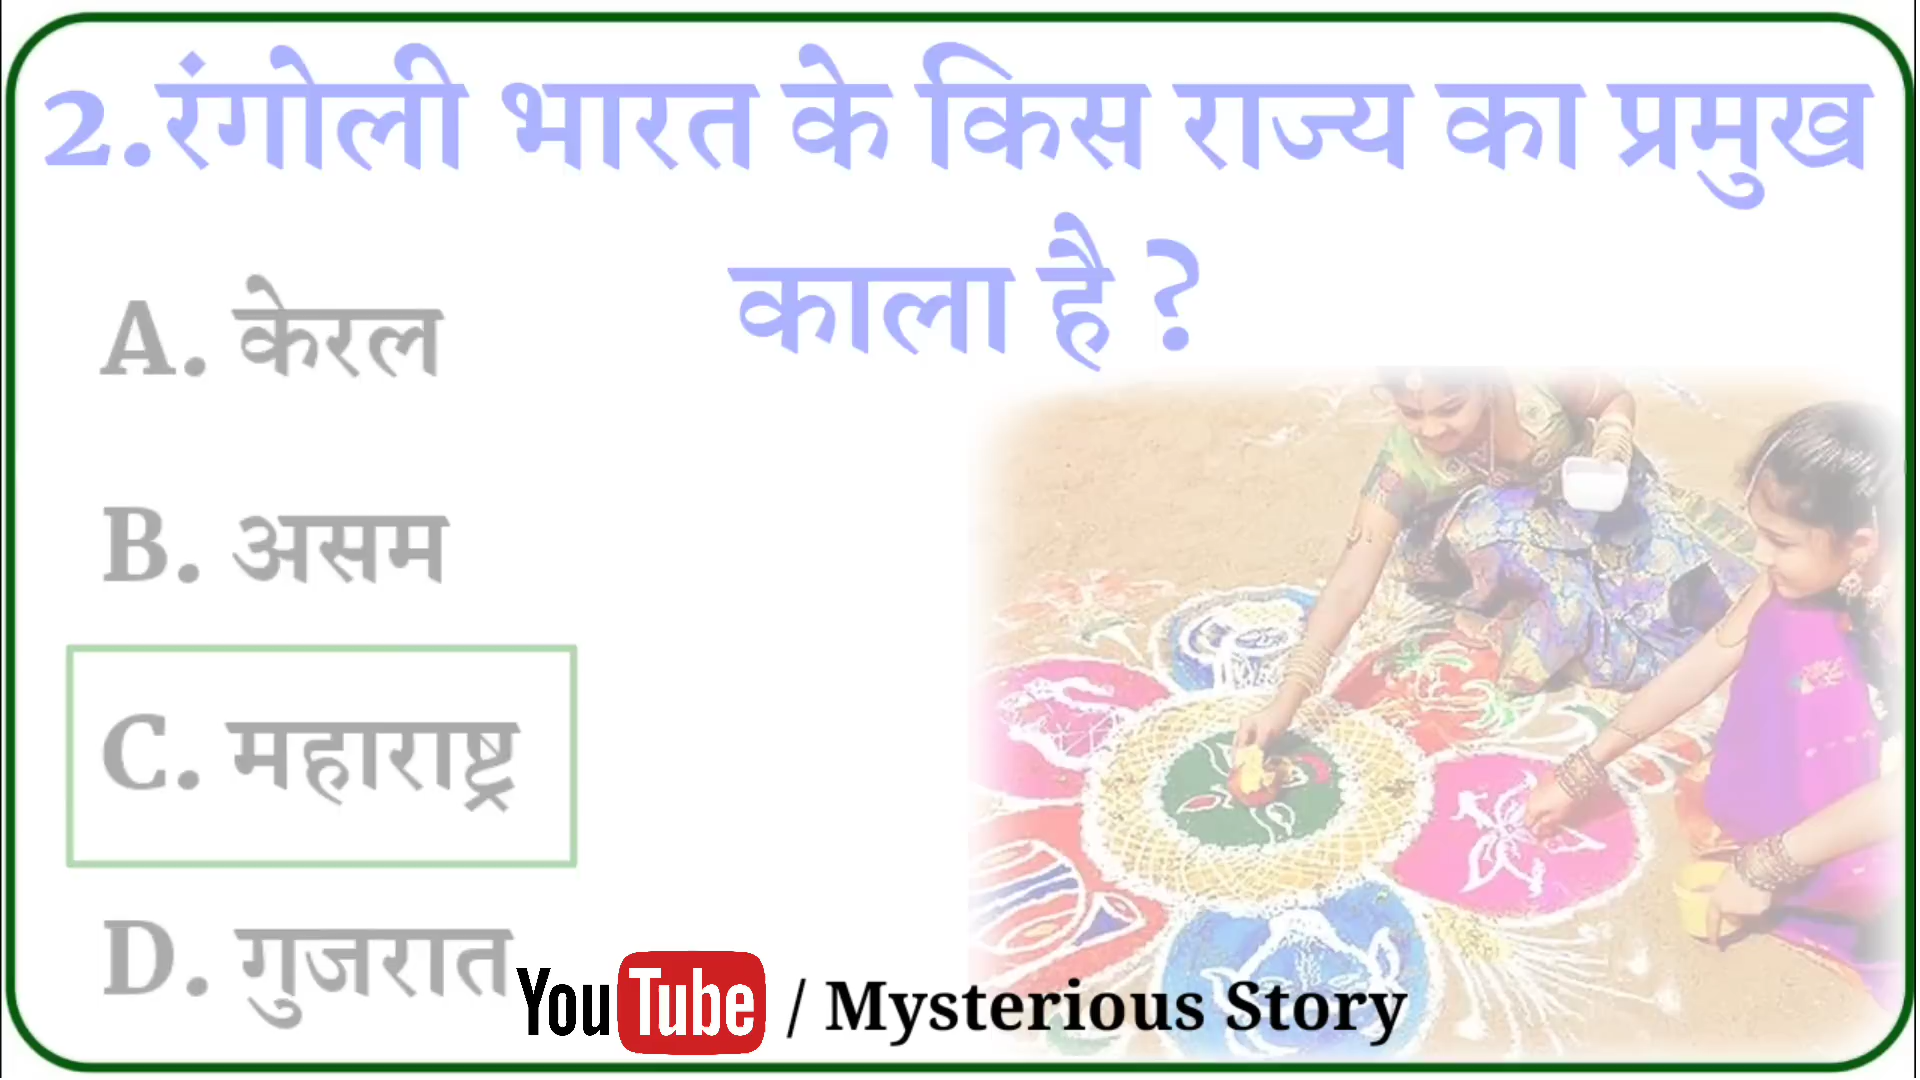 2.रंगोली भारत के किस राज्य का प्रमुख
काला है ?
A. केरल
B. असम
C. महाराष्ट्र
D. गुजरात
YouTube / Mysterious Story